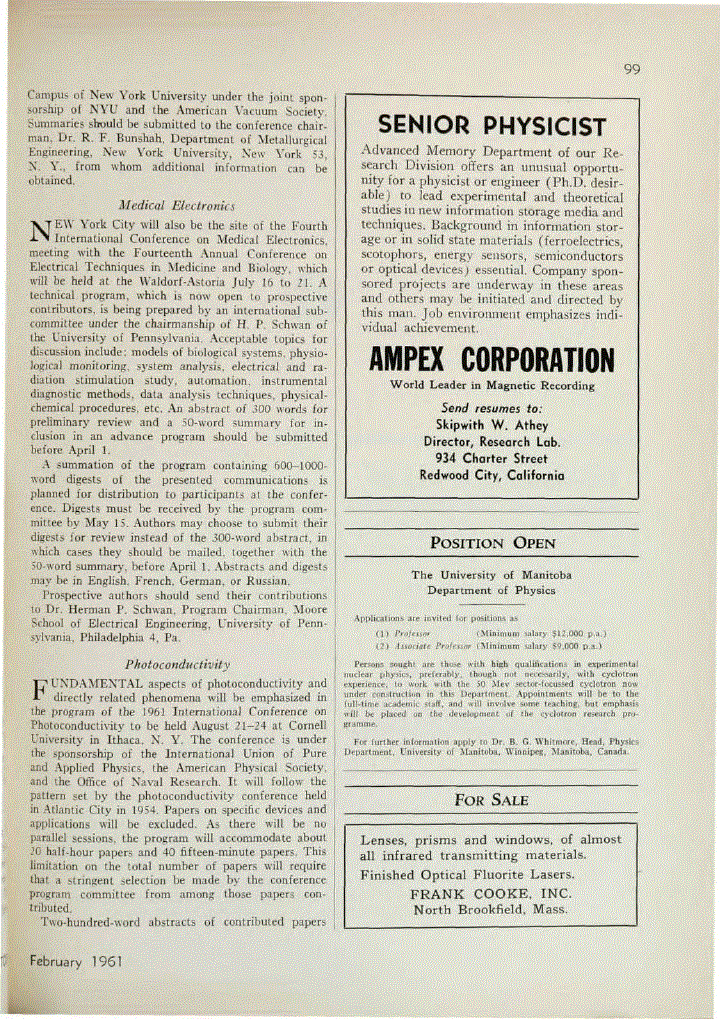 99
Campus of New York University under the joint spon-
sorship of NYU and the American Vacuum Society.
Summaries should be submitted to the conference chair-
man, Dr. R. F. Bunshah, Department of Metallurgical
Engineering, New York University, New York 53,
N. Y., from whom additional information can be
obtained.
Medical Electronics
NEW York City will also be the site of the Fourth
International Conference on Medical Electronics,
meeting with the Fourteenth Annual Conference on
Electrical Techniques in Medicine and Biology, which
will be held at the Waldorf-Astoria July 16 to 21. A
technical program, which is now open to prospective
contributors, is being prepared by an international sub-
committee under the chairmanship of H. P. Schwan of
the University of Pennsylvania. Acceptable topics for
discussion include: models of biological systems, physio-
logical monitoring, system analysis, electrical and ra-
diation stimulation study, automation, instrumental
diagnostic methods, data analysis techniques, physical-
chemical procedures, etc. An abstract of 300 words for
preliminary review and a 50-word summary for in-
clusion in an advance program should be submitted
before April 1.
A summation of the program containing 600-1000-
word digests of the presented communications is
planned for distribution to participants at the confer-
ence. Digests must be received by the program com-
mittee by May 15. Authors may choose to submit their
digests for review instead of the 300-word abstract, in
which cases they should be mailed, together with the
50-word summary, before April 1. Abstracts and digests
may be in English, French, German, or Russian.
Prospective authors should send their contributions
to Dr. Herman P. Schwan, Program Chairman, Moore
School of Electrical Engineering, University of Penn-
sylvania, Philadelphia 4, Pa.
Photoconductivity
FUNDAMENTAL aspects of photoconductivity and
directly related phenomena will be emphasized in
the program of the 1961 International Conference on
Photoconductivity to be held August 21-24 at Cornell
University in Ithaca, N. Y. The conference is under
the sponsorship of the International Union of Pure
and Applied Physics, the American Physical Society,
and the Office of Naval Research. It will follow the
pattern set by the photoconductivity conference held
in Atlantic City in 1954. Papers on specific devices and
applications will be excluded. As there will be no
parallel sessions, the program will accommodate about
20 half-hour papers and 40 fifteen-minute papers. This
limitation on the total number of papers will require
that a stringent selection be made by the conference
program committee from among those papers con-
tributed.
Two-hundred-word abstracts of contributed papers
SENIOR PHYSICIST
Advanced Memory Department of our Re-
search Division offers an unusual opportu-
nity for a physicist or engineer (Ph.D. desir-
able) to lead experimental and theoretical
studies in new information storage media and
techniques. Background in information stor-
age or in solid state materials (ferroelectrics,
scotophors, energy sensors, semiconductors
or optical devices) essential. Company spon-
sored projects are underway in these areas
and others may be initiated and directed by
this man. Job environment emphasizes indi-
vidual achievement.
AMPEX CORPORATION
World Leader in Magnetic Recording
Send resumes to:
Skipwith W. Athey
Director, Research Lab.
934 Charter Street
Redwood City, California
POSITION OPEN
The University of Manitoba
Department of Physics
Applications are invited for positions as
(1) Professor (Minimum salary $12,000 p.a.)
(2) Associate Professor (Minimum salary $9,000 p.a.)
Persons sought are those with high qualifications in experimental
nuclear physics, preferably, though not necessarily, with cyclotron
experience, to work with the 50 Mev sector-focussed cyclotron now
under construction in this Department. Appointments will be to the
full-time academic staff, and will involve some teaching, but emphasis
will be placed on the development of the cyclotron research pro-
gramme.
For further information apply to Dr. B. G. Whitmore, Head, Physics
Department, University of Manitoba, Winnipeg, Manitoba, Canada.
FOR SALE
Lenses, prisms and windows, of almost
all infrared transmitting materials.
Finished Optical Fluorite Lasers.
FRANK COOKE, INC.
North Brookfield, Mass.
February 1961